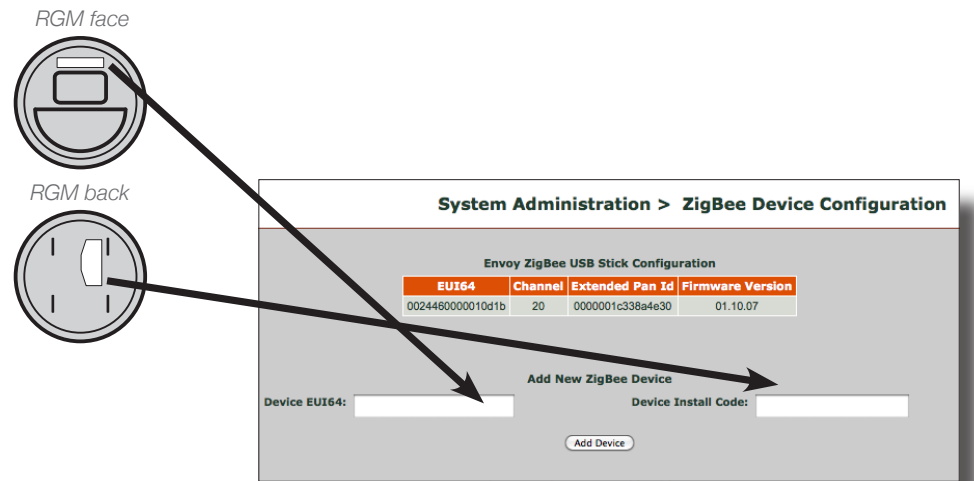 RGM face
RGM back
System Administration > ZigBee Device Configuration
Envoy ZigBee USB Stick Configuration
EUI64 Channel Extended Pan Id Firmware Version
0024460000010d1b 20 0000001c338a4e30 01.10.07
Add New ZigBee Device
Device EUI64: Device Install Code:
Add Device